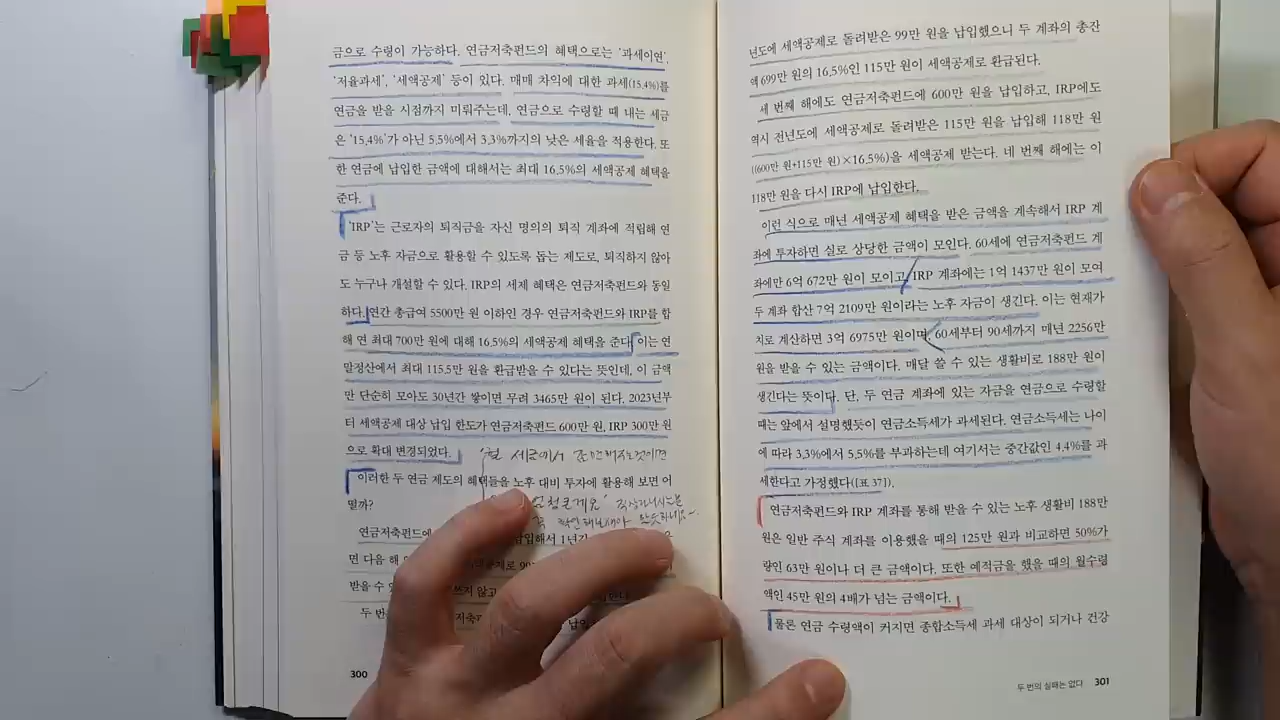 금으로 수령이 가능하다. 연금저축펀드의 혜택으로는 '과세이연',
'저율과세', '세액공제' 등이 있다. 매매 차익에 대한 과세(15.4%)를
연금을 받을 시점까지 미뤄주는데, 연금으로 수령할 때 내는 세금
은 '15.4%'가 아닌 5.5%에서 3.3%까지의 낮은 세율을 적용한다. 또
한 연금에 납입한 금액에 대해서는 최대 16.5%의 세액공제 혜택을
준다.
'IRP'는 근로자의 퇴직금을 자신 명의의 퇴직 계좌에 적립해 연
금 등 노후 자금으로 활용할 수 있도록 돕는 제도로, 퇴직하지 않아
도 누구나 개설할 수 있다. IRP의 세제 혜택은 연금저축펀드와 동일
하다. 연간 총급여 5500만 원 이하인 경우 연금저축펀드와 IRP를 합
해 연 최대 700만 원에 대해 16.5%의 세액공제 혜택을 준다. 이는 연
말정산에서 최대 115.5만 원을 환급받을 수 있다는 뜻인데, 이 금액
만 단순히 모아도 30년간 쌓이면 무려 3465만 원이 된다. 2023년부
터 세액공제 대상 납입 한도가 연금저축펀드 600만 원, IRP 300만 원
으로 확대 변경되었다.
이러한 두 연금 제도의 혜택들을 노후 대비 투자에 활용해 보면 어
떨까?
연금저축펀드에 입해서 1년간
면 다음 해
받을 수 쓰지 않고
두 번
300
년도에 세액공제로 돌려받은 99만 원을 납입했으니 두 계좌의 총잔
액 699만 원의 16.5%인 115만 원이 세액공제로 환급된다.
세 번째 해에도 연금저축펀드에 600만 원을 납입하고, IRP에도
역시 전년도에 세액공제로 돌려받은 115만 원을 납입해 118만 원
((600만 원+115만 원)×16.5%)을 세액공제 받는다. 네 번째 해에는 이
118만 원을 다시 IRP에 납입한다.
이런 식으로 매년 세액공제 혜택을 받은 금액을 계속해서 IRP 계
좌에 투자하면 실로 상당한 금액이 모인다. 60세에 연금저축펀드 계
좌에만 6억 672만 원이 모이고, IRP 계좌에는 1억 1437만 원이 모여
두 계좌 합산 7억 2109만 원이라는 노후 자금이 생긴다. 이는 현재가
치로 계산하면 3억 6975만 원이며, 60세부터 90세까지 매년 2256만
원을 받을 수 있는 금액이다. 매달 쓸 수 있는 생활비로 188만 원이
생긴다는 뜻이다. 단, 두 연금 계좌에 있는 자금을 연금으로 수령할
때는 앞에서 설명했듯이 연금소득세가 과세된다. 연금소득세는 나이
에 따라 3.3%에서 5.5%를 부과하는데 여기서는 중간값인 4.4%를 과
세한다고 가정했다([표 37]).
연금저축펀드와 IRP 계좌를 통해 받을 수 있는 노후 생활비 188만
원은 일반 주식 계좌를 이용했을 때의 125만 원과 비교하면 50%가
량인 63만 원이나 더 큰 금액이다. 또한 예적금을 했을 때의 월수령
액인 45만 원의 4배가 넘는 금액이다.
물론 연금 수령액이 커지면 종합소득세 과세 대상이 되거나 건강
두 번의 실패는 없다 301